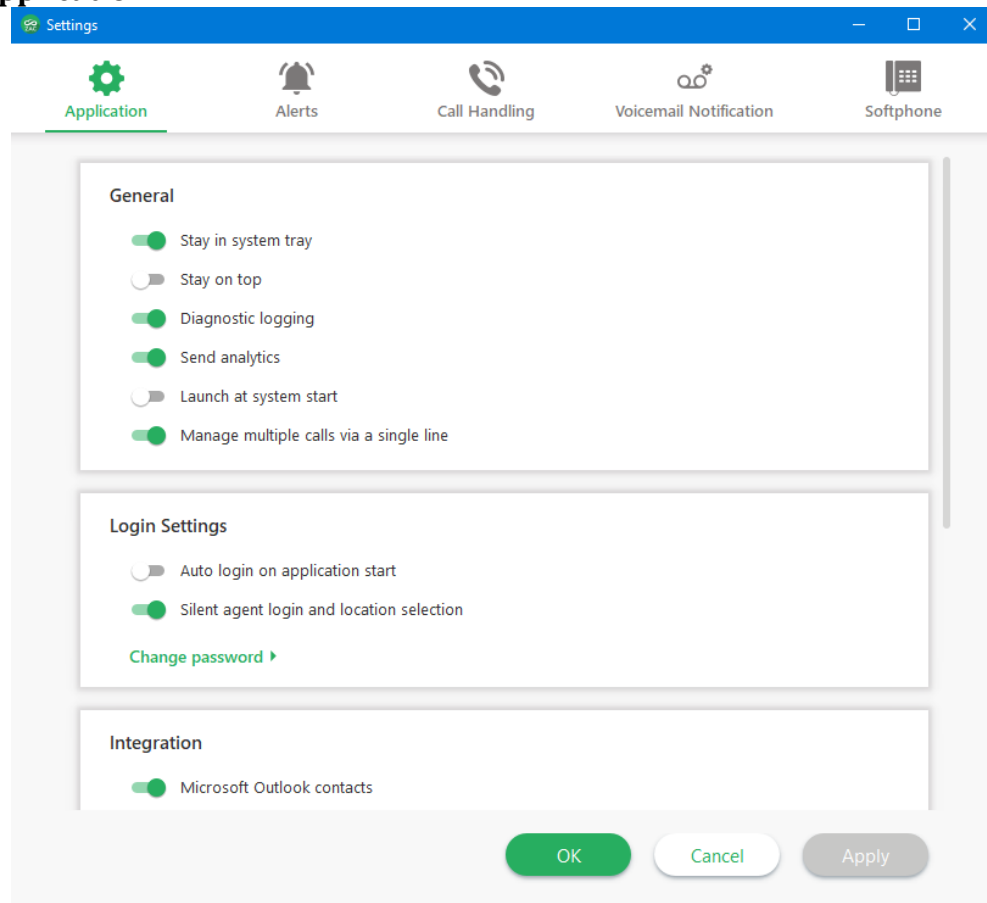 Settings
Application
Alerts
Call Handling
Voicemail Notification
Softphone
General
Stay in system tray
Stay on top
Diagnostic logging
Send analytics
Launch at system start
Manage multiple calls via a single line
Login Settings
Auto login on application start
Silent agent login and location selection
Change password
Integration
Microsoft Outlook contacts
OK
Cancel
Apply